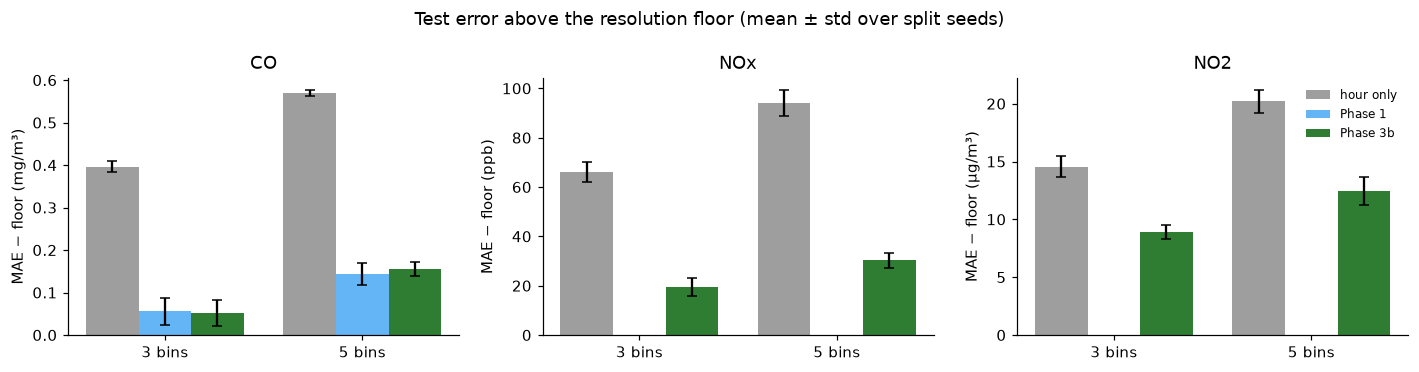 Test error above the resolution floor (mean ± std over split seeds)
CO
MAE − floor (mg/m³)
0.6
0.5
0.4
0.3
0.2
0.1
0.0
3 bins
5 bins
NOx
MAE − floor (ppb)
100
80
60
40
20
0
3 bins
5 bins
NO2
MAE − floor (µg/m³)
20
15
10
5
0
3 bins
5 bins
hour only
Phase 1
Phase 3b